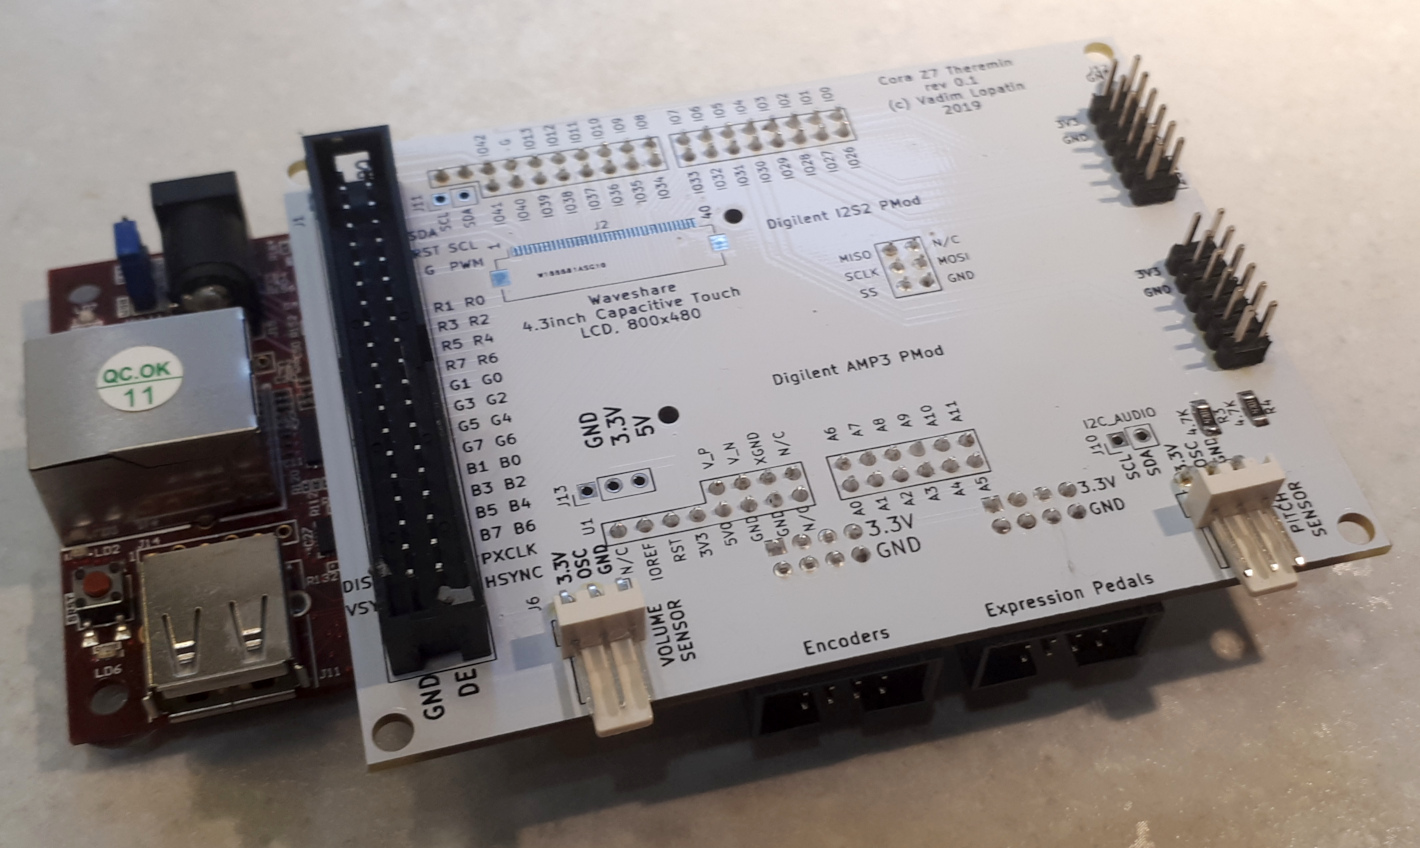 Cora Z7 Theremin
rev 0.1
(c) Vadim Lopatin
2019
IO42
G
IO13
IO12
IO11
IO10
IO9
IO8
IO7
IO6
IO5
IO4
IO3
IO2
IO1
IO0
J11
SCL
SDA
IO41
IO40
IO39
IO38
IO37
IO36
IO35
IO34
IO33
IO32
IO31
IO30
IO29
IO28
IO27
IO26
3V3
GND
J1
SDA
RST SCL
G PWM
R1 R0
R3 R2
R5 R4
R7 R6
G1 G0
G3 G2
G5 G4
G7 G6
B1 B0
B3 B2
B5 B4
B7 B6
PXCLK
HSYNC
GND
DE
1
J2
40
Waveshare
4.3inch Capacitive Touch
LCD. 800x480
Digilent I2S2 PMod
MISO
SCLK
SS
N/C
MOSI
GND
3V3
GND
Digilent AMP3 PMod
QC.OK
11
GND
3.3V
5V
J13
U1
V_P
V_N
XGND
N/C
A6
A7
A8
A9
A10
A11
A0
A1
A2
A3
A4
A5
N/C
IOREF
RST
3V3
5V0
GND
GND
N/C
3.3V
GND
I2C_AUDIO
J10
SCL
SDA
4.7K
R3
4.7K
R4
3.3V
OSC
GND
3.3V
GND
PITCH
SENSOR
J6
3.3V
OSC
GND
VOLUME
SENSOR
Encoders
Expression Pedals
LD2
J14
LD6
J11
R132